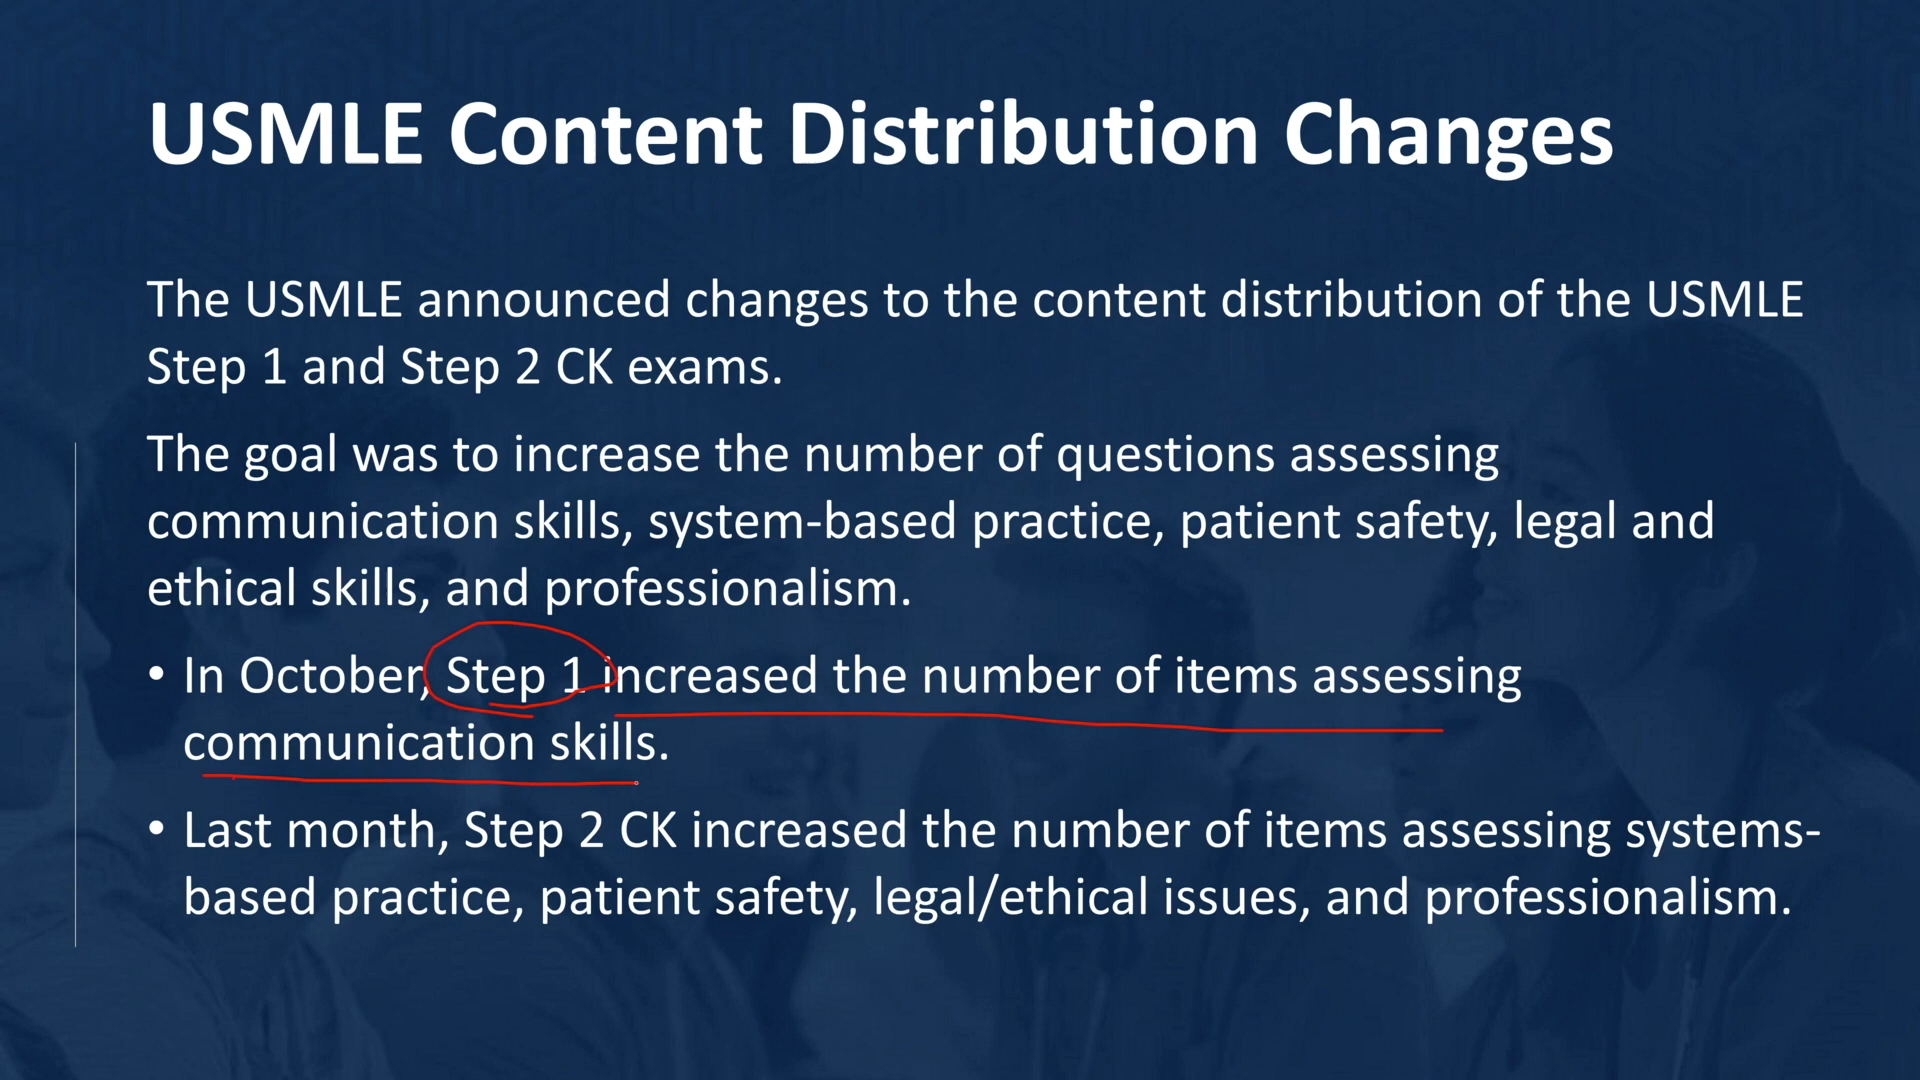 USMLE Content Distribution Changes
The USMLE announced changes to the content distribution of the USMLE
Step 1 and Step 2 CK exams.
The goal was to increase the number of questions assessing
communication skills, system-based practice, patient safety, legal and
ethical skills, and professionalism.
• In October, Step 1 increased the number of items assessing
communication skills.
• Last month, Step 2 CK increased the number of items assessing systems-
based practice, patient safety, legal/ethical issues, and professionalism.